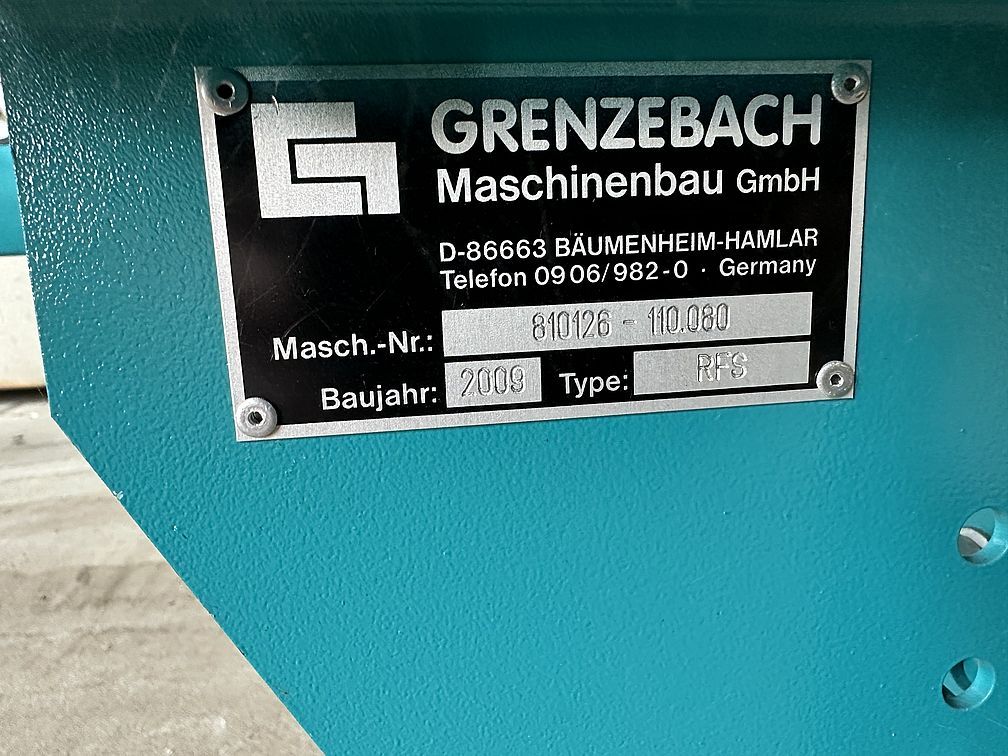 GRENZEBACH
Maschinenbau GmbH
D-86663 BÄUMENHEIM-HAMLAR
Telefon 0906/982-0 · Germany
Masch.-Nr.: 810126 - 110.080
Baujahr: 2009 Type: RFS